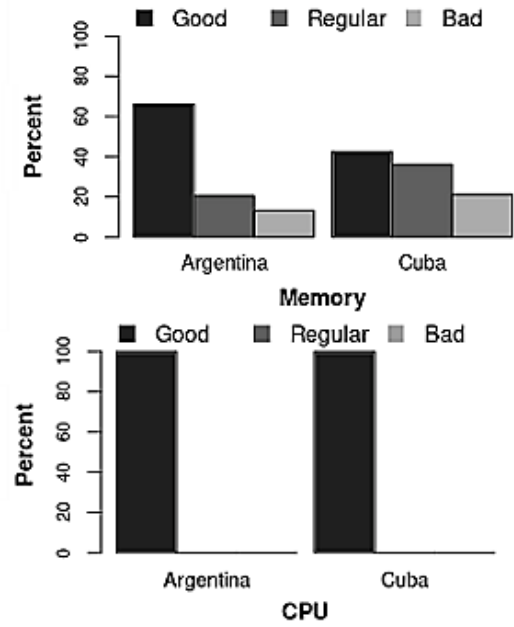 Good Regular Bad
100
80
60
40
20
0
Percent
Argentina Cuba
Memory
Good Regular Bad
100
80
60
40
20
0
Percent
Argentina Cuba
CPU